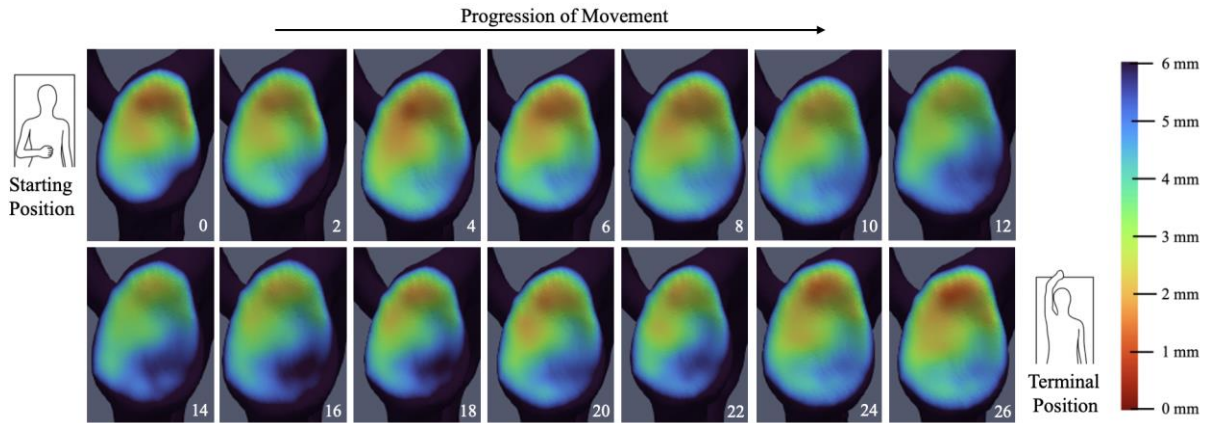 Progression of Movement
Starting
Position
0
2
4
6
8
10
12
14
16
18
20
22
24
26
Terminal
Position
6 mm
5 mm
4 mm
3 mm
2 mm
1 mm
0 mm